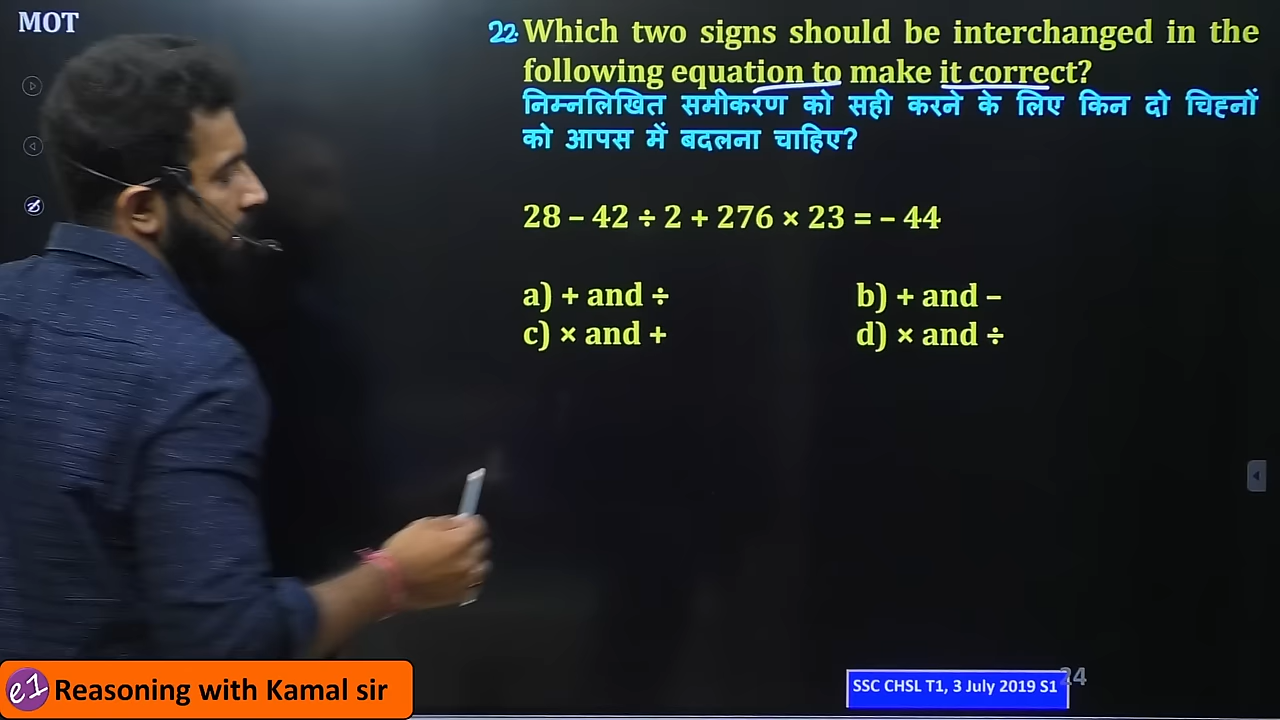 MOT
22. Which two signs should be interchanged in the
following equation to make it correct?
निम्नलिखित समीकरण को सही करने के लिए किन दो चिह्नों
को आपस में बदलना चाहिए?
28 – 42 ÷ 2 + 276 × 23 = – 44
a) + and ÷ b) + and –
c) × and + d) × and ÷
e1 Reasoning with Kamal sir
SSC CHSL T1, 3 July 2019 S1 24